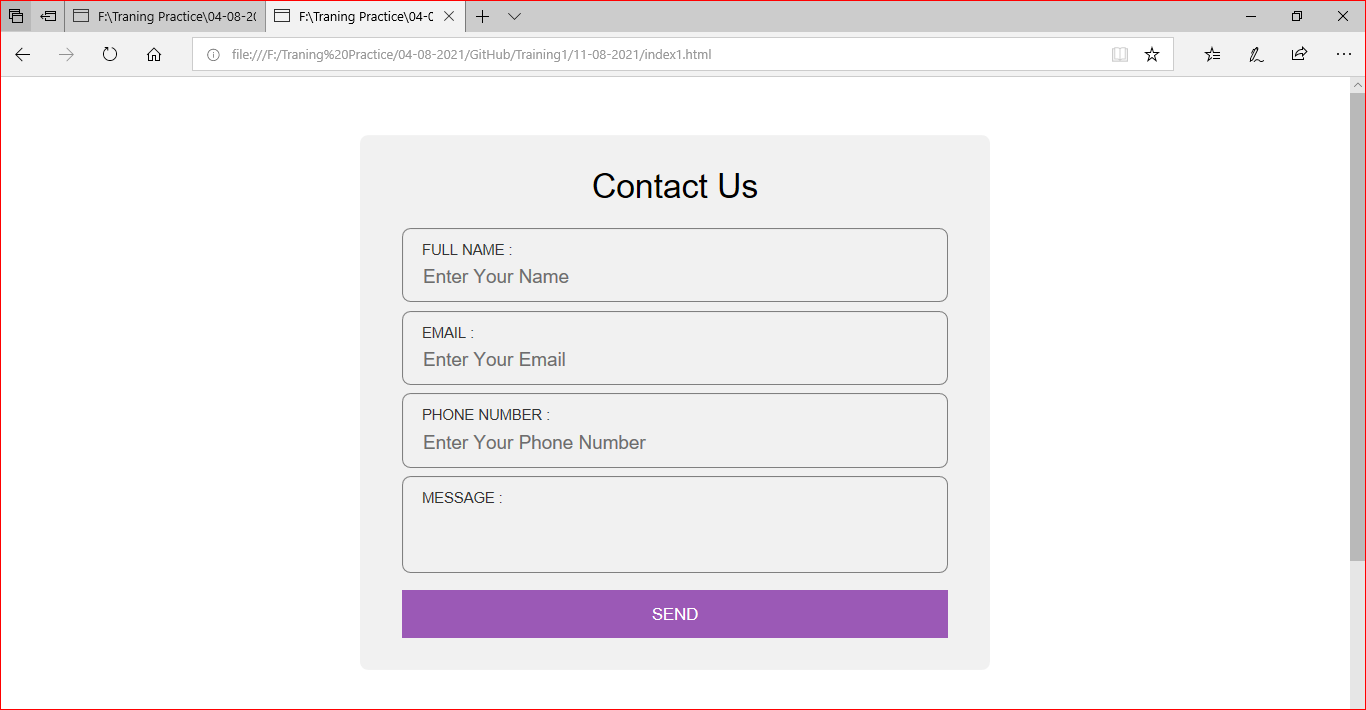 F:\Traning Practice\04-08-20
F:\Traning Practice\04-0
file:///F:/Traning%20Practice/04-08-2021/GitHub/Training1/11-08-2021/index1.html
Contact Us
FULL NAME :
Enter Your Name
EMAIL :
Enter Your Email
PHONE NUMBER :
Enter Your Phone Number
MESSAGE :
SEND